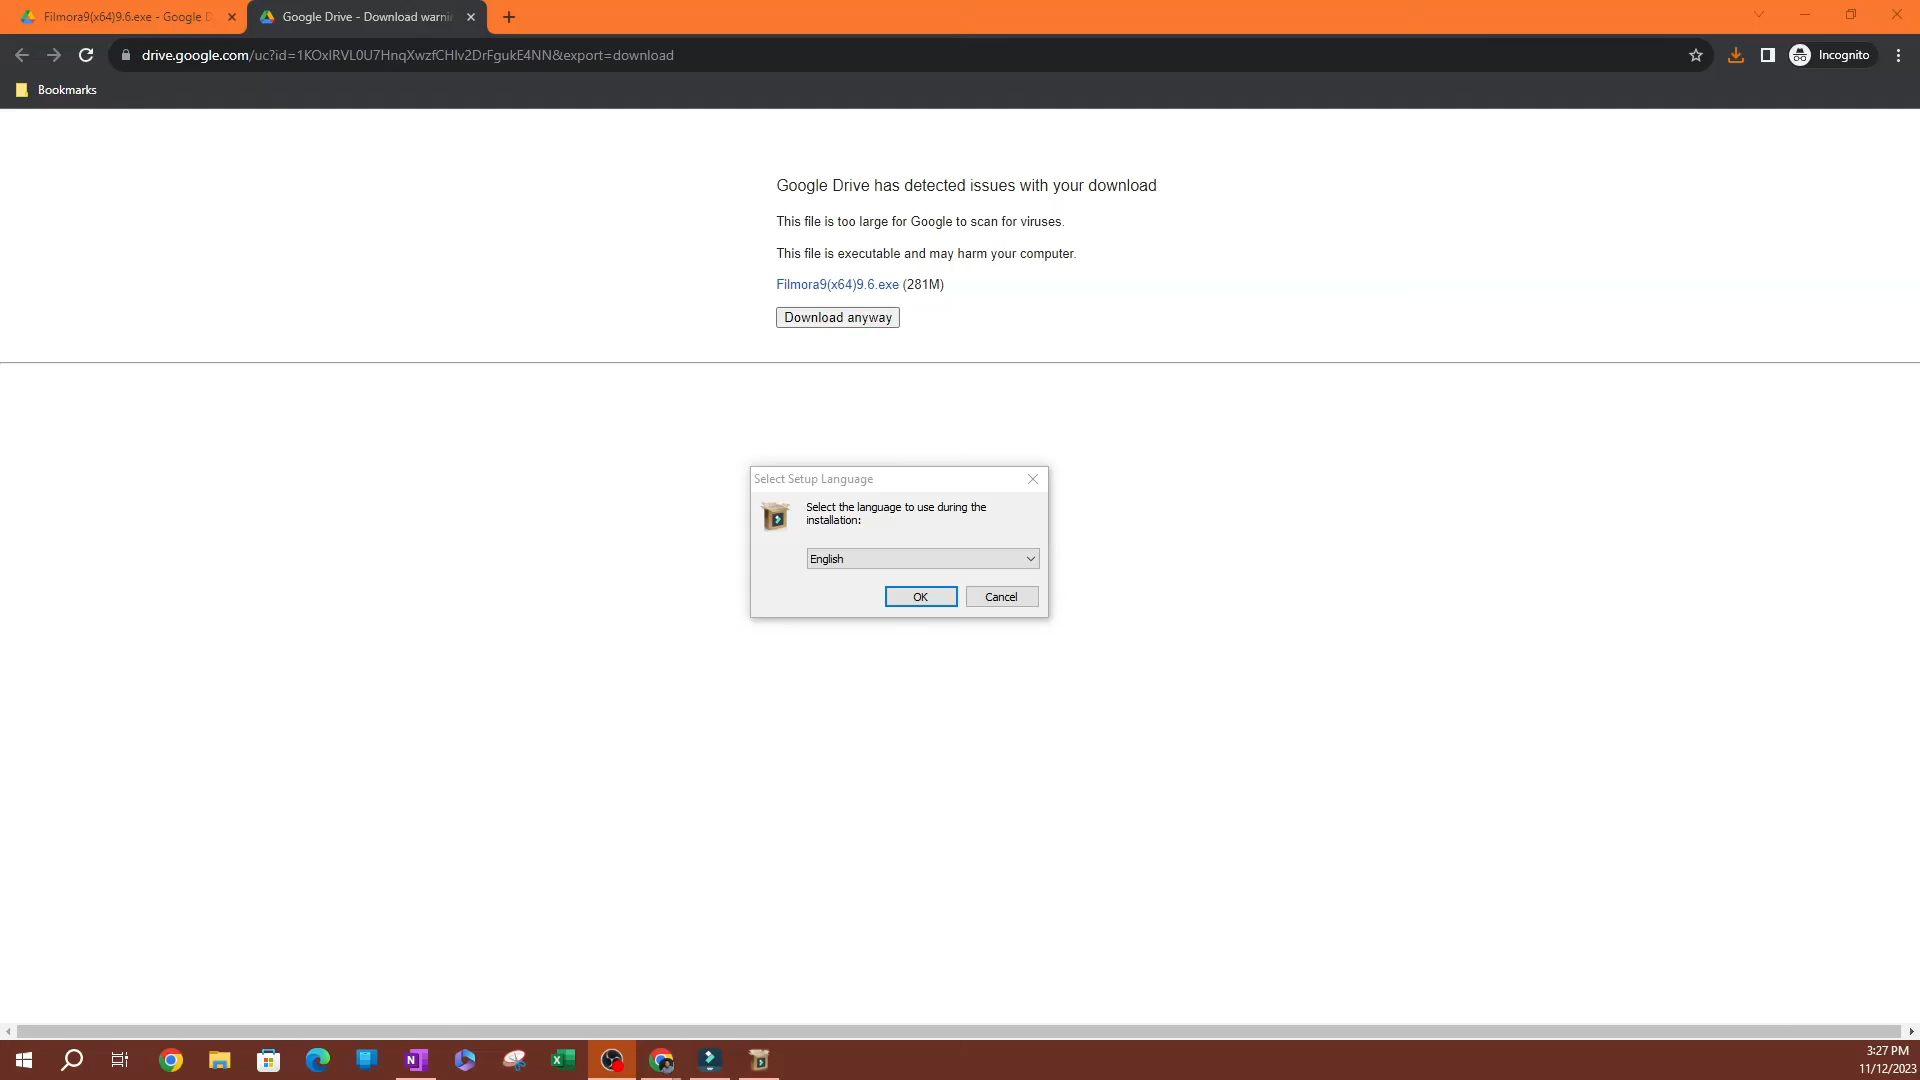 Filmora9(x64)9.6.exe - Google D
Google Drive - Download warni
drive.google.com/uc?id=1KOxlRVL0U7HnqXwzfCHlv2DrFgukE4NN&export=download
Incognito
Bookmarks
Google Drive has detected issues with your download
This file is too large for Google to scan for viruses.
This file is executable and may harm your computer.
Filmora9(x64)9.6.exe (281M)
Download anyway
Select Setup Language
Select the language to use during the
installation:
English
OK
Cancel
3:27 PM
11/12/2023